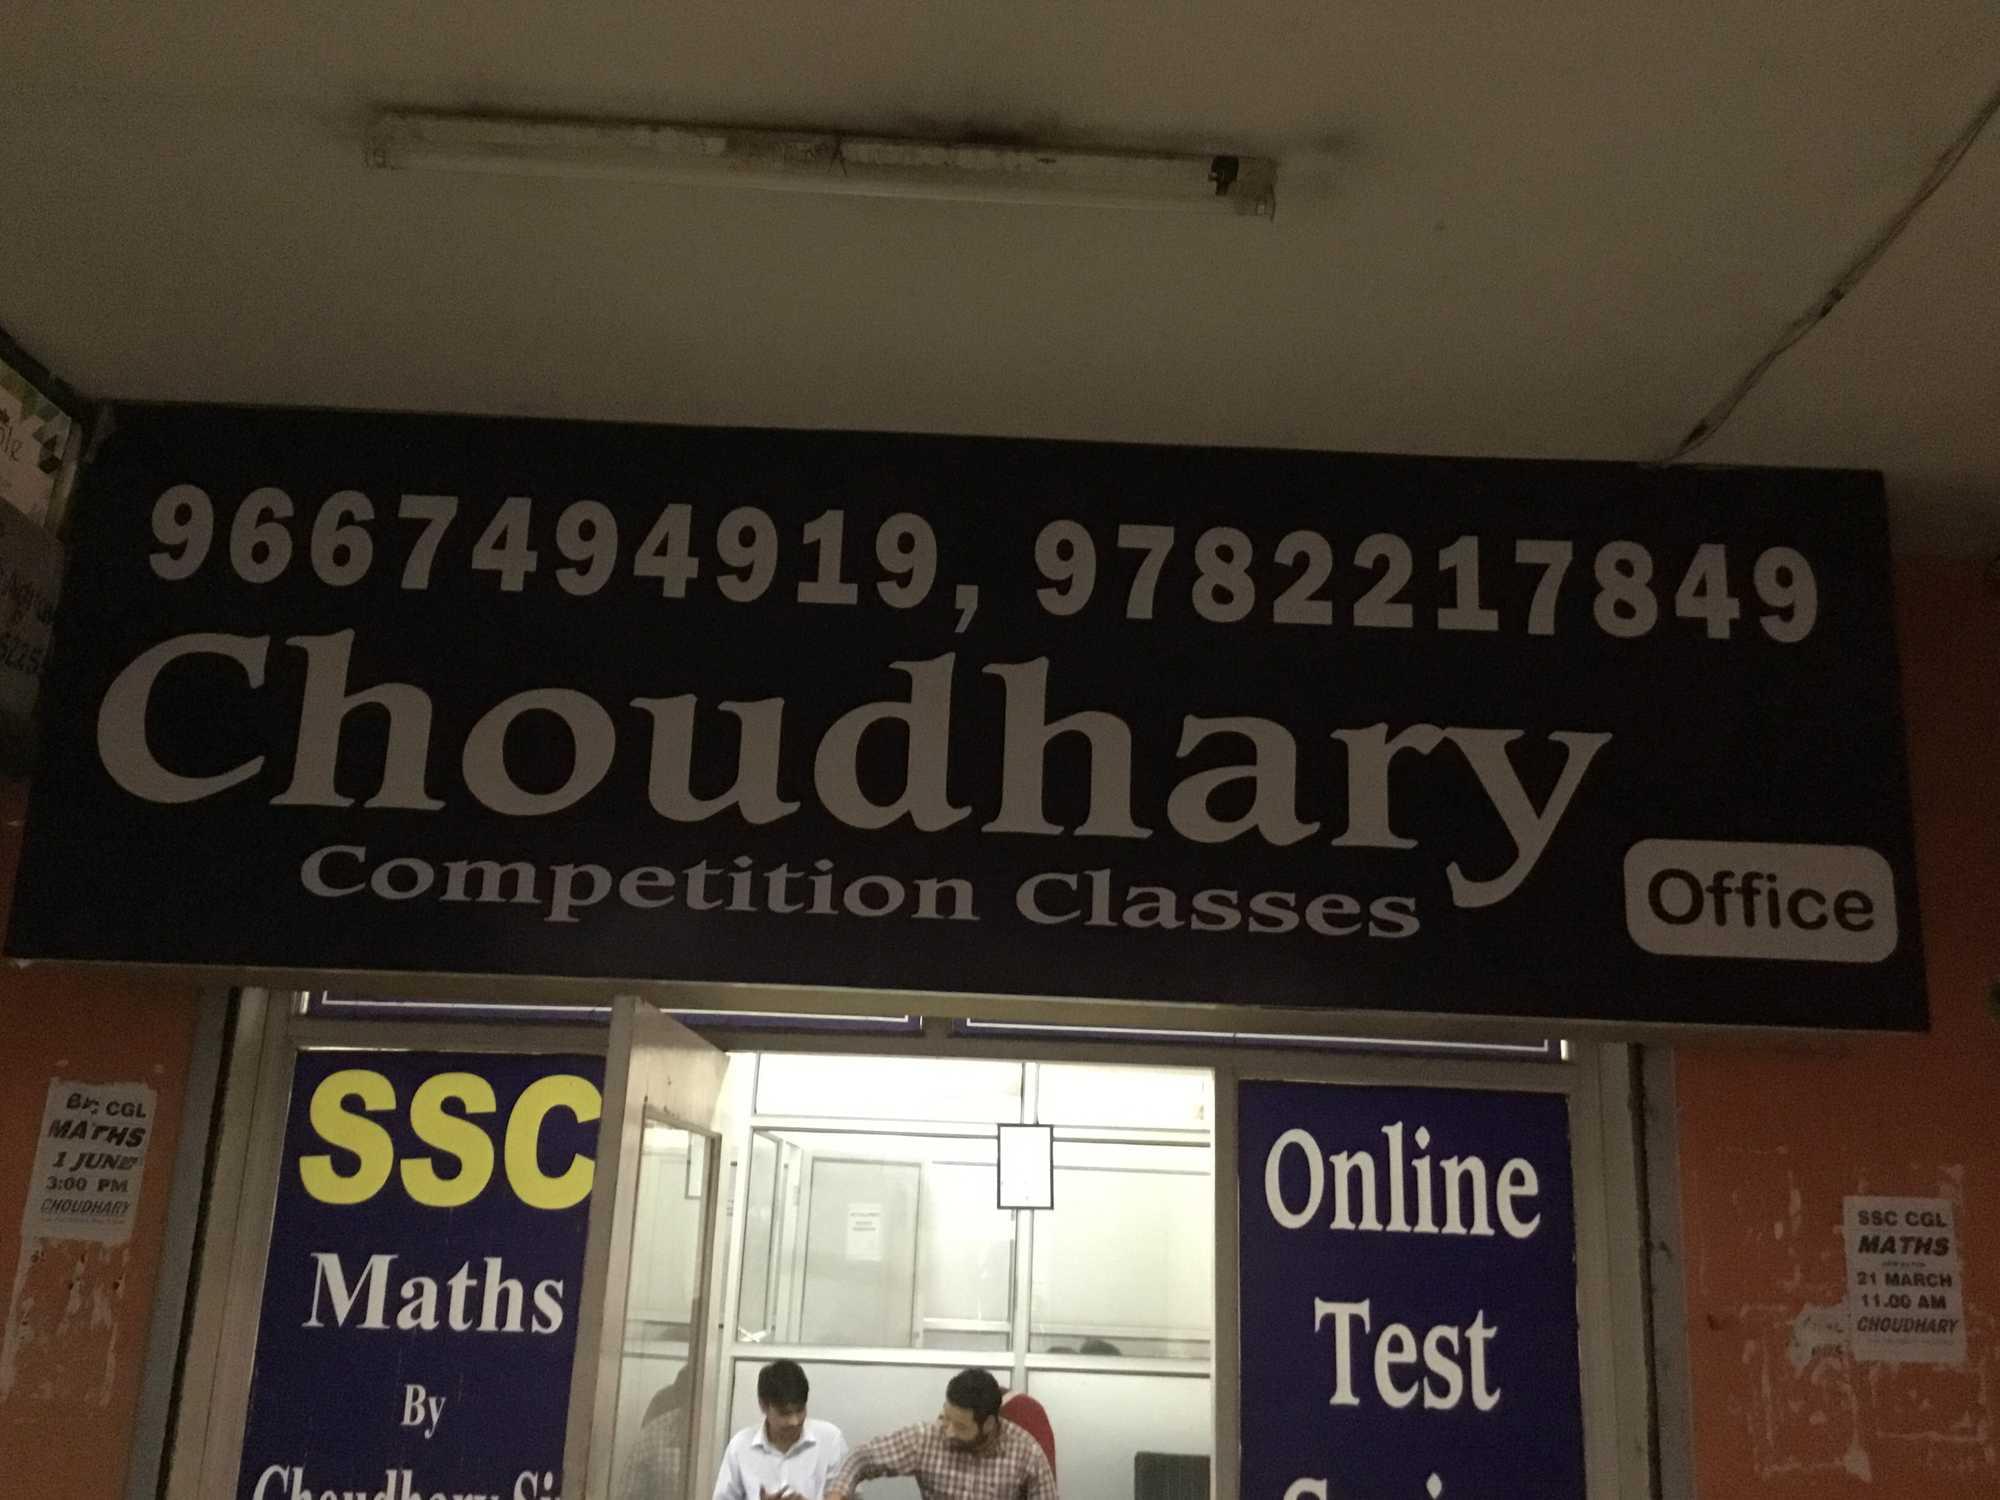 9667494919, 9782217849
Choudhary
Competition Classes
Office
SSC
Maths
By
Choudhary
Online
Test
CGL
MATHS
1 JUNE
3:00 PM
CHOUDHARY
SSC CGL
MATHS
21 MARCH
11.00 AM
CHOUDHARY